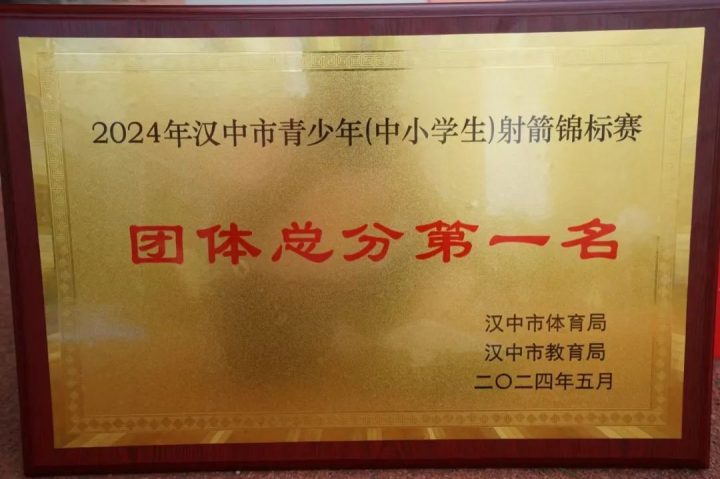 2024年汉中市青少年(中小学生)射箭锦标赛
团体总分第一名
汉中市体育局
汉中市教育局
二〇二四年五月